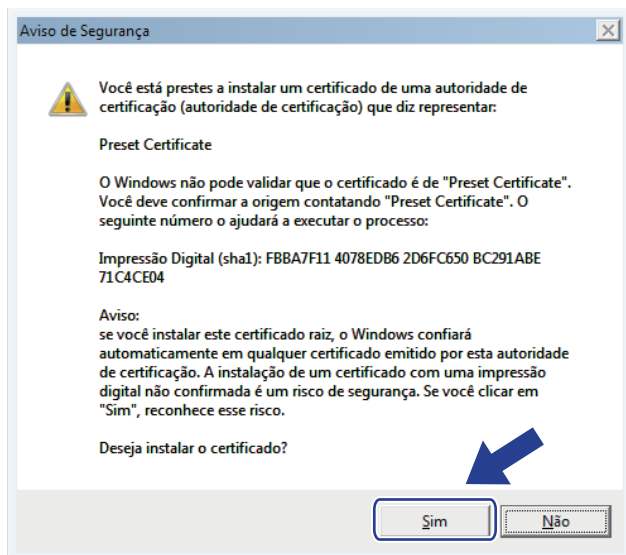 Aviso de Segurança
Você está prestes a instalar um certificado de uma autoridade de
certificação (autoridade de certificação) que diz representar:
Preset Certificate
O Windows não pode validar que o certificado é de "Preset Certificate".
Você deve confirmar a origem contatando "Preset Certificate". O
seguinte número o ajudará a executar o processo:
Impressão Digital (sha1): FBBA7F11 4078EDB6 2D6FC650 BC291ABE
71C4CE04
Aviso:
se você instalar este certificado raiz, o Windows confiará
automaticamente em qualquer certificado emitido por esta autoridade
de certificação. A instalação de um certificado com uma impressão
digital não confirmada é um risco de segurança. Se você clicar em
"Sim", reconhece esse risco.
Deseja instalar o certificado?
Sim Não